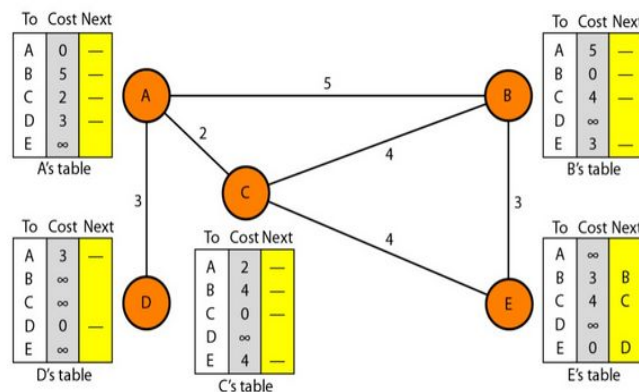 To Cost Next
A 0 —
B 5 —
C 2 —
D 3 —
E ∞
A's table
A
5
B
To Cost Next
A 5 —
B 0 —
C 4 —
D ∞
E 3 —
B's table
2
4
3
C
3
4
To Cost Next
A 3 —
B ∞
C ∞
D 0 —
E ∞
D's table
D
To Cost Next
A 2 —
B 4 —
C 0 —
D ∞
E 4 —
C's table
E
To Cost Next
A ∞
B 3 B
C 4 C
D ∞
E 0 D
E's table